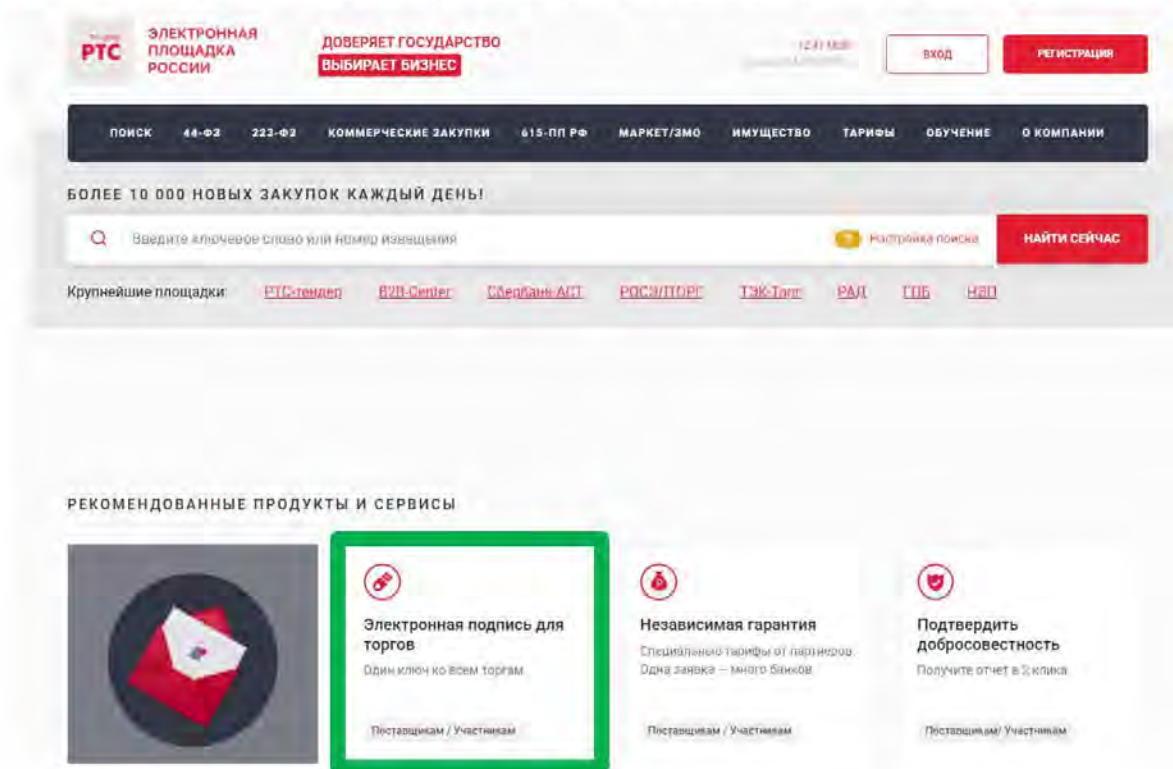 РТС
ЭЛЕКТРОННАЯ
ПЛОЩАДКА
РОССИИ
ДОВЕРЯЕТ ГОСУДАРСТВО
ВЫБИРАЕТ БИЗНЕС
ВХОД
РЕГИСТРАЦИЯ
ПОИСК 44-ФЗ 223-ФЗ КОММЕРЧЕСКИЕ ЗАКУПКИ 615-ПП РФ МАРКЕТ/ЗМО ИМУЩЕСТВО ТАРИФЫ ОБУЧЕНИЕ О КОМПАНИИ
БОЛЕЕ 10 000 НОВЫХ ЗАКУПОК КАЖДЫЙ ДЕНЬ!
Введите ключевое слово или номер извещения
Настройка поиска
НАЙТИ СЕЙЧАС
Крупнейшие площадки: РТС-тендер B2B-Center Сбербанк-АСТ РОСЭЛТОРГ ТЭК-Торг РАД ГПБ НЭП
РЕКОМЕНДОВАННЫЕ ПРОДУКТЫ И СЕРВИСЫ
Электронная подпись для
торгов
Один ключ ко всем торгам
Поставщикам / Участникам
Независимая гарантия
Специальные тарифы от партнеров.
Одна заявка – много банков
Поставщикам / Участникам
Подтвердить
добросовестность
Получите отчет в 2 клика
Поставщикам/ Участникам